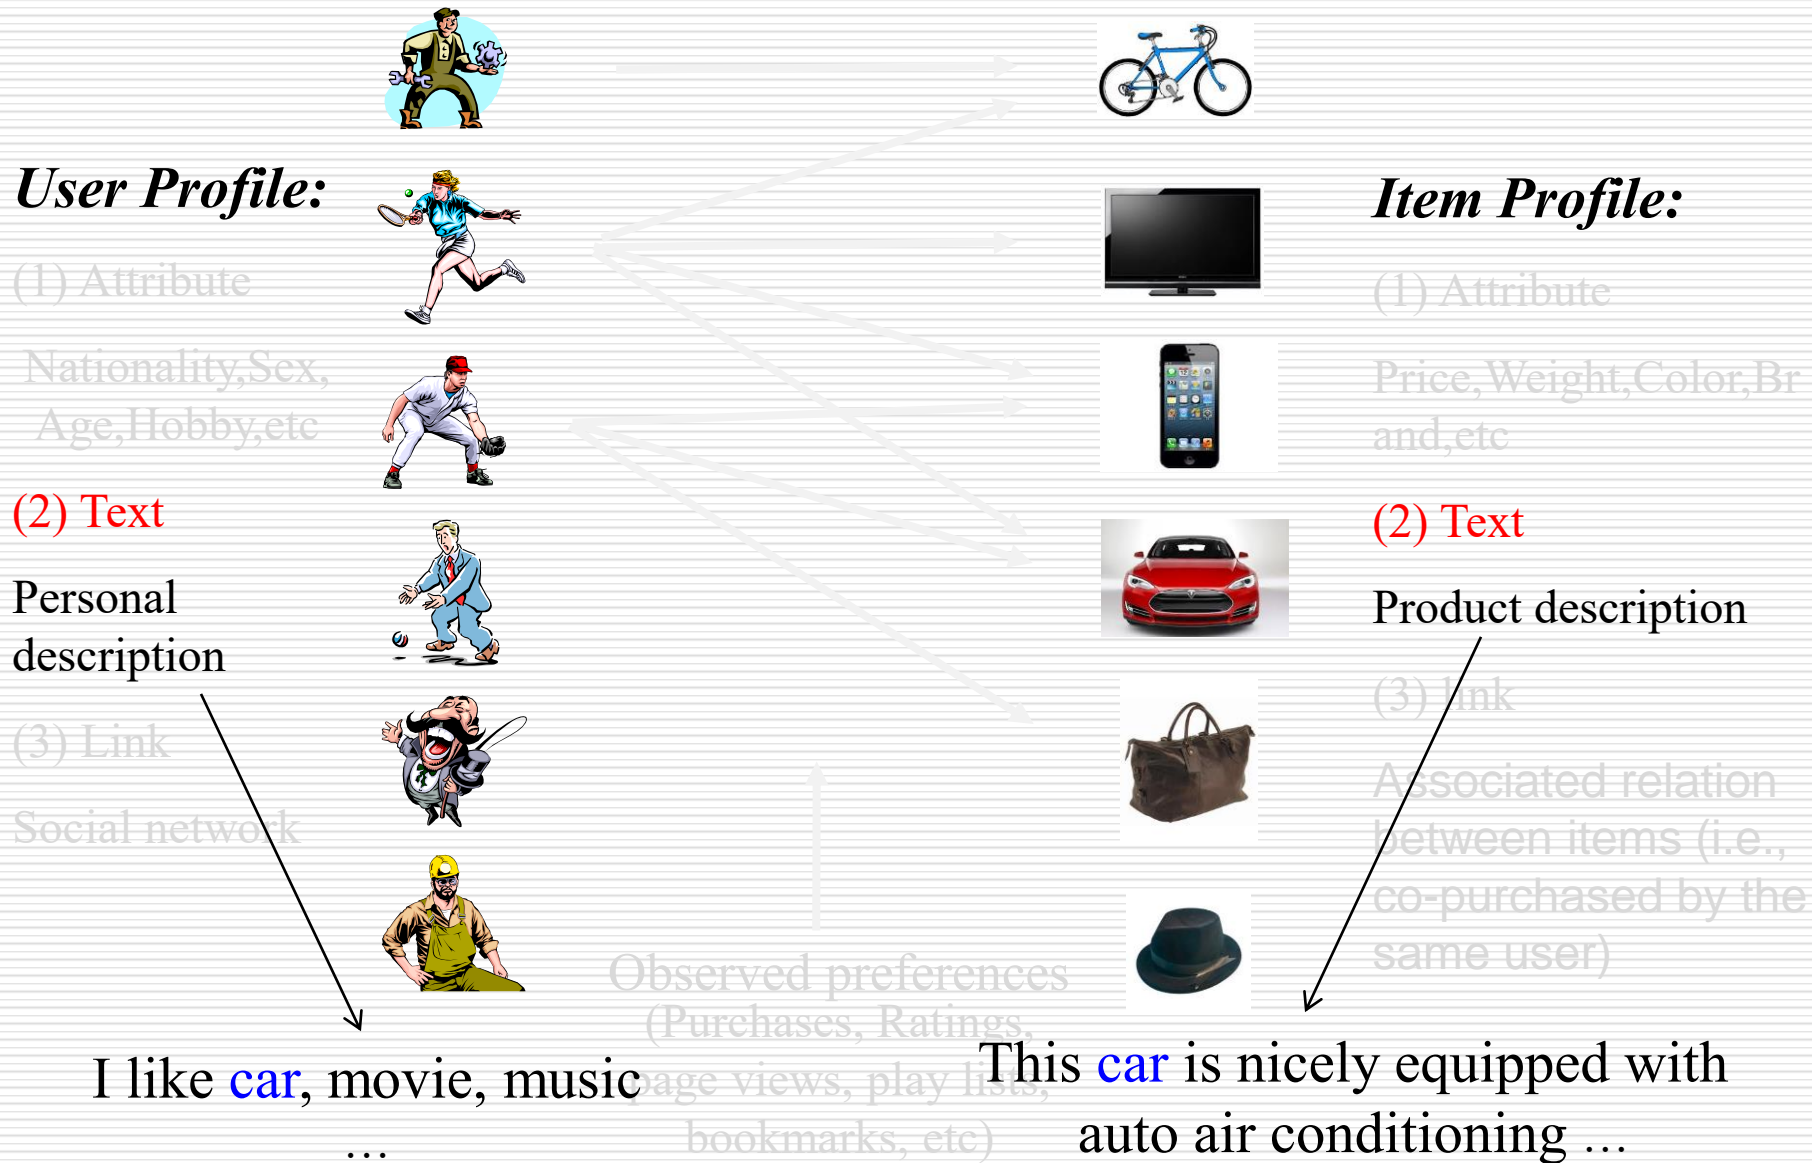 User Profile:
(1) Attribute
Nationality,Sex,
Age,Hobby,etc
(2) Text
Personal
description
(3) Link
Social network
I like car, movie, music
…
Observed preferences
(Purchases, Ratings,
page views, play lists,
bookmarks, etc)
Item Profile:
(1) Attribute
Price,Weight,Color,Br
and,etc
(2) Text
Product description
(3) link
Associated relation
between items (i.e.,
co-purchased by the
same user)
This car is nicely equipped with
auto air conditioning …